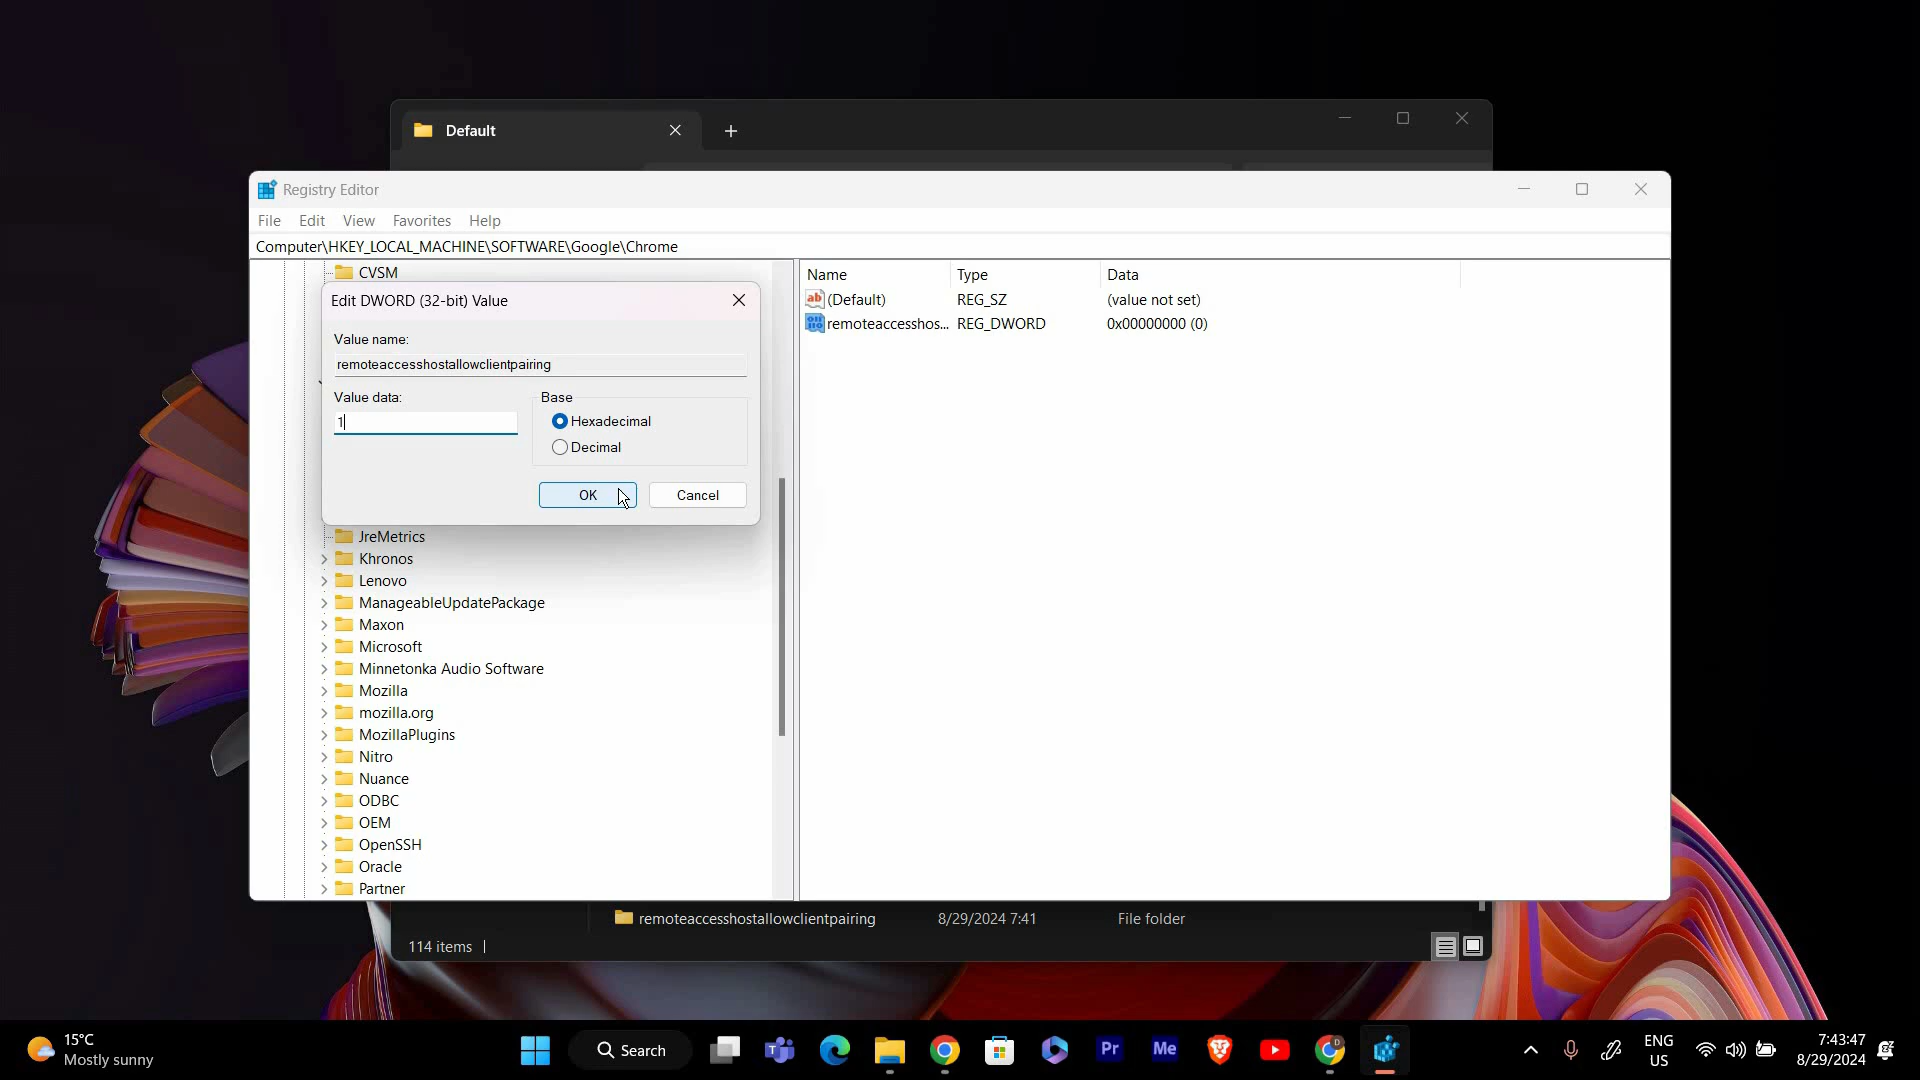 Default
Registry Editor
File Edit View Favorites Help
Computer\HKEY_LOCAL_MACHINE\SOFTWARE\Google\Chrome
CVSM
Name Type Data
ab (Default) REG_SZ (value not set)
remoteaccesshos... REG_DWORD 0x00000000 (0)
Edit DWORD (32-bit) Value
Value name:
remoteaccesshostallowclientpairing
Value data:
1
Base
Hexadecimal
Decimal
OK Cancel
JreMetrics
Khronos
Lenovo
ManageableUpdatePackage
Maxon
Microsoft
Minnetonka Audio Software
Mozilla
mozilla.org
MozillaPlugins
Nitro
Nuance
ODBC
OEM
OpenSSH
Oracle
Partner
remoteaccesshostallowclientpairing 8/29/2024 7:41 File folder
114 items
15°C
Mostly sunny
Search
Pr
Me
D
ENG
US
7:43:47
8/29/2024